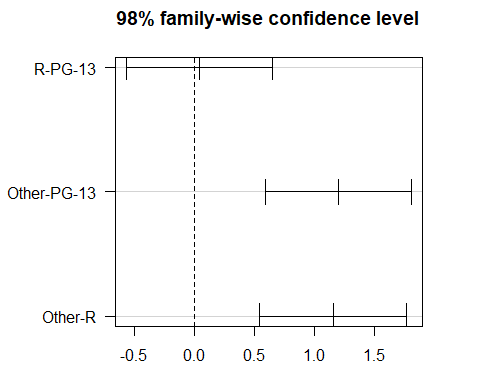 98% family-wise confidence level
R-PG-13
Other-PG-13
Other-R
-0.5 0.0 0.5 1.0 1.5